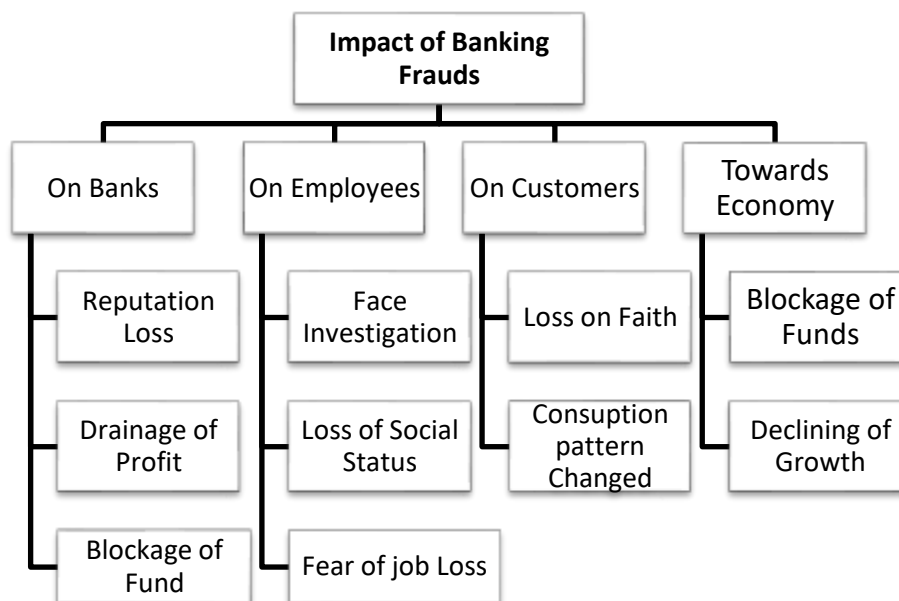 Impact of Banking
Frauds
On Banks
Reputation
Loss
Drainage of
Profit
Blockage of
Fund
On Employees
Face
Investigation
Loss of Social
Status
Fear of job Loss
On Customers
Loss on Faith
Consuption
pattern
Changed
Towards
Economy
Blockage of
Funds
Declining of
Growth